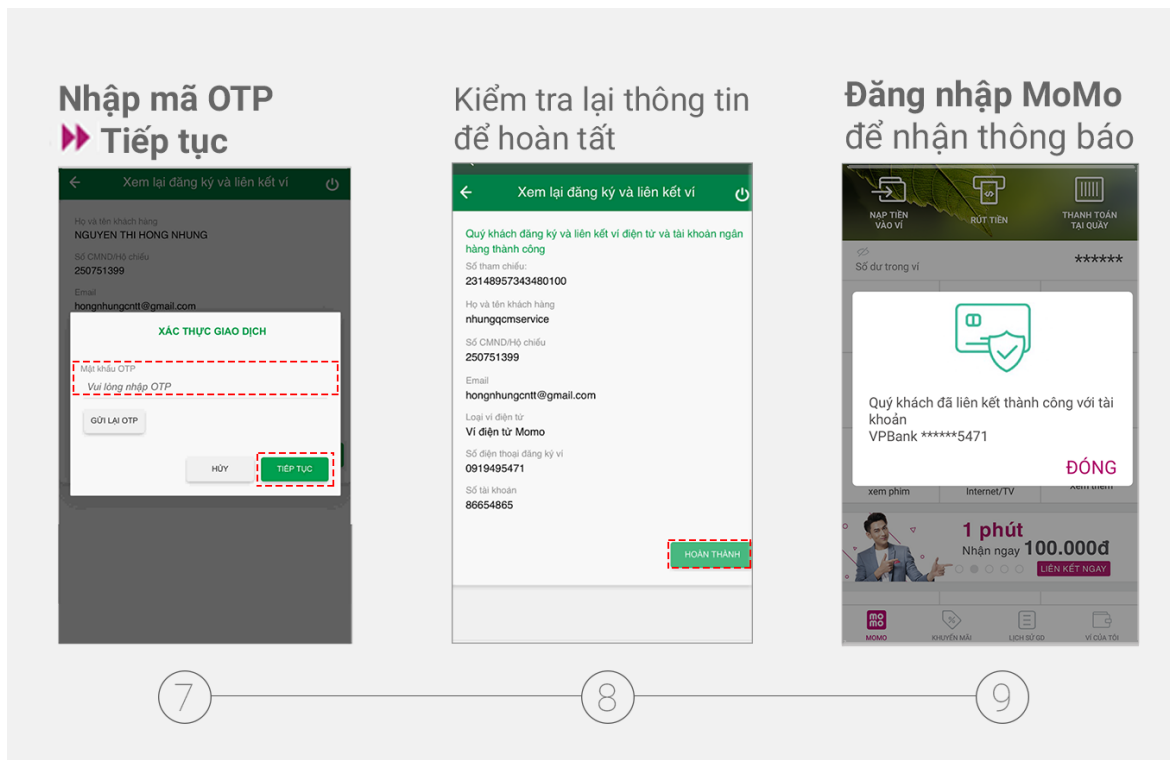 Nhập mã OTP
Tiếp tục
Xem lại đăng ký và liên kết ví
Họ và tên khách hàng
NGUYEN THI HONG NHUNG
Số CMND/Hộ chiếu
250751399
Email
hongnhungcntt@gmail.com
XÁC THỰC GIAO DỊCH
Mật khẩu OTP
Vui lòng nhập OTP
GỬI LẠI OTP
HỦY
TIẾP TỤC
7
Kiểm tra lại thông tin
để hoàn tất
Xem lại đăng ký và liên kết ví
Quý khách đăng ký và liên kết ví điện tử và tài khoản ngân
hàng thành công
Số tham chiếu:
23148957343480100
Họ và tên khách hàng
nhungqcmservice
Số CMND/Hộ chiếu
250751399
Email
hongnhungcntt@gmail.com
Loại ví điện tử
Ví điện tử Momo
Số điện thoại đăng ký ví
0919495471
Số tài khoản
86654865
HOÀN THÀNH
8
Đăng nhập MoMo
để nhận thông báo
NẠP TIỀN
VÀO VÍ
RÚT TIỀN
THANH TOÁN
TẠI QUẦY
Số dư trong ví
******
Quý khách đã liên kết thành công với tài
khoản
VPBank ******5471
ĐÓNG
xem phim
Internet/TV
Xem thêm
1 phút
Nhận ngay 100.000đ
LIÊN KẾT NGAY
mo
mo
MOMO
KHUYẾN MÃI
LỊCH SỬ GD
VÍ CỦA TÔI
9